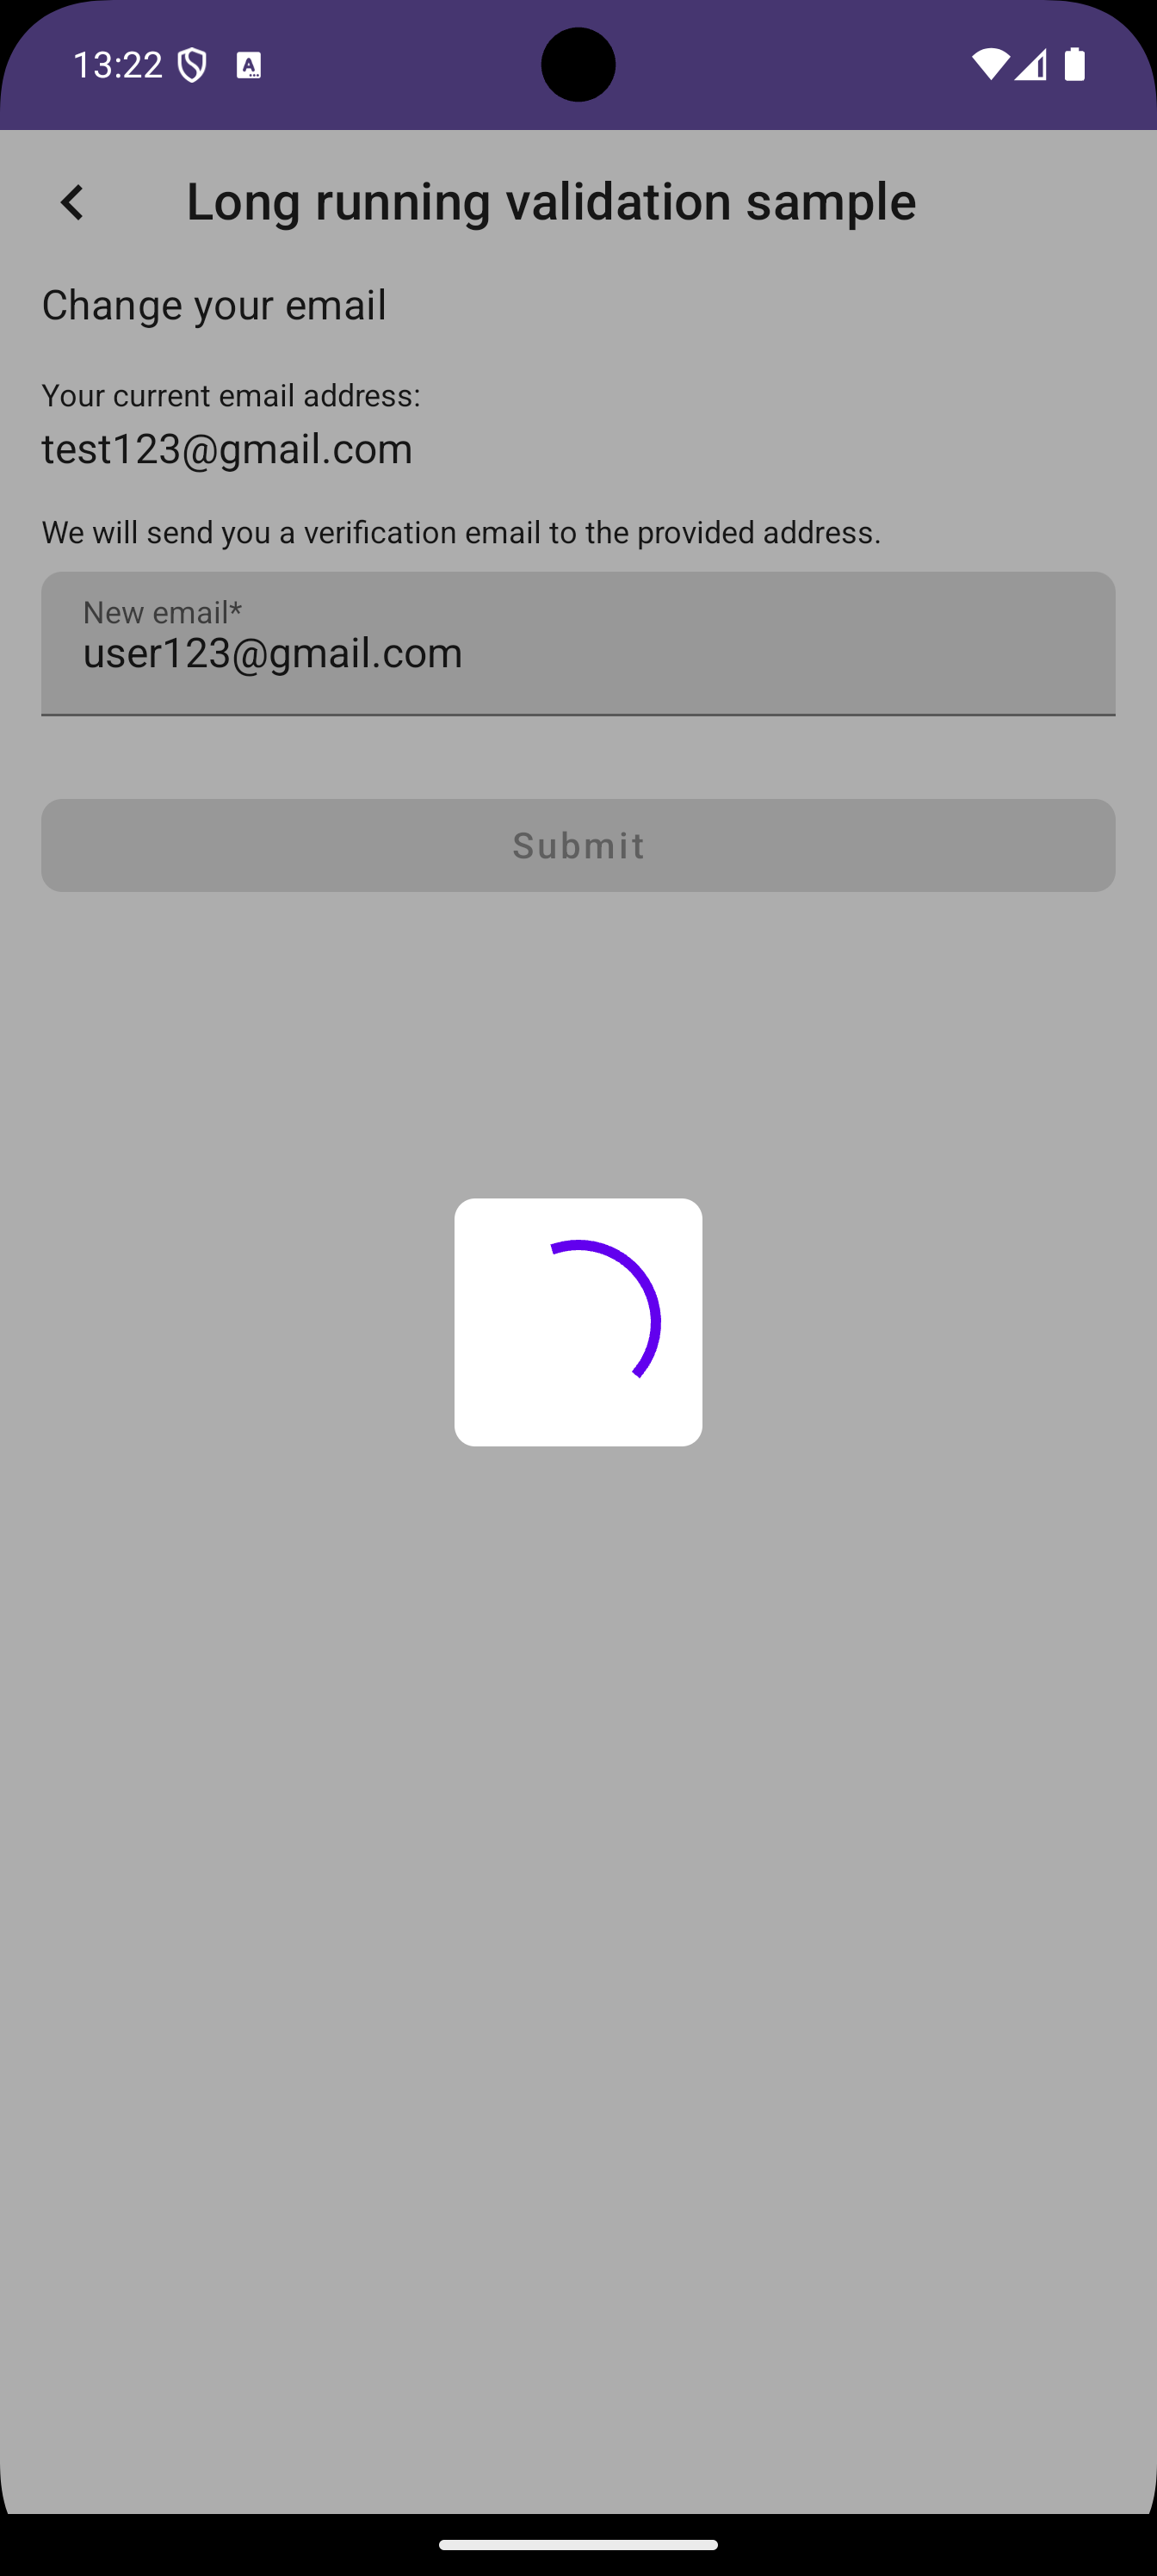 13:22
Long running validation sample
Change your email
Your current email address:
test123@gmail.com
We will send you a verification email to the provided address.
New email*
user123@gmail.com
Submit